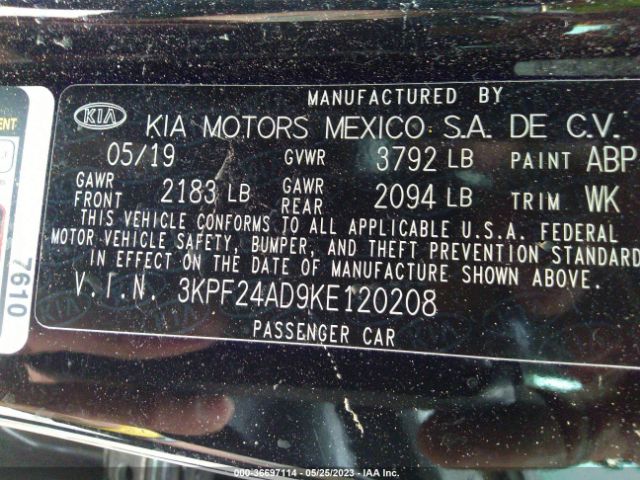 MANUFACTURED BY
KIA KIA MOTORS MEXICO S.A. DE C.V.
05/19 GVWR 3792 LB PAINT ABP
GAWR FRONT 2183 LB GAWR REAR 2094 LB TRIM WK
THIS VEHICLE CONFORMS TO ALL APPLICABLE U.S.A. FEDERAL
MOTOR VEHICLE SAFETY, BUMPER, AND THEFT PREVENTION STANDARD
IN EFFECT ON THE DATE OF MANUFACTURE SHOWN ABOVE.
V.I.N. 3KPF24AD9KE120208
PASSENGER CAR
7610
© - 36697114 - 05/25/2023 - IAA Inc.